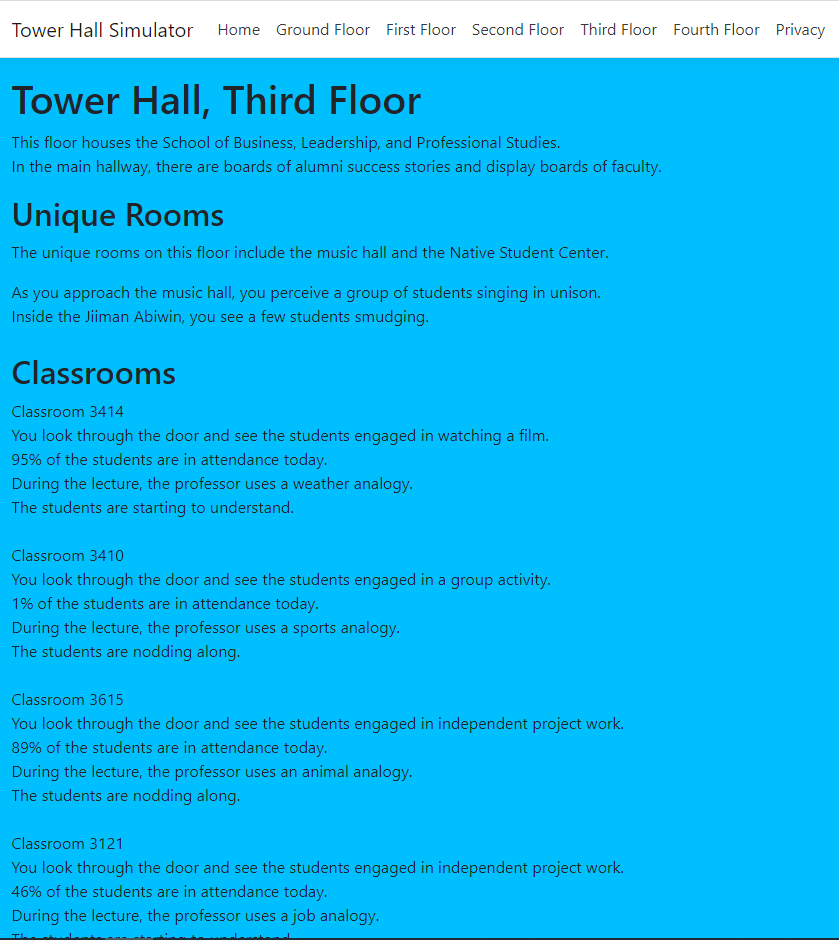 Tower Hall Simulator Home Ground Floor First Floor Second Floor Third Floor Fourth Floor Privacy
Tower Hall, Third Floor
This floor houses the School of Business, Leadership, and Professional Studies.
In the main hallway, there are boards of alumni success stories and display boards of faculty.
Unique Rooms
The unique rooms on this floor include the music hall and the Native Student Center.
As you approach the music hall, you perceive a group of students singing in unison.
Inside the Jiiman Abiwin, you see a few students smudging.
Classrooms
Classroom 3414
You look through the door and see the students engaged in watching a film.
95% of the students are in attendance today.
During the lecture, the professor uses a weather analogy.
The students are starting to understand.
Classroom 3410
You look through the door and see the students engaged in a group activity.
1% of the students are in attendance today.
During the lecture, the professor uses a sports analogy.
The students are nodding along.
Classroom 3615
You look through the door and see the students engaged in independent project work.
89% of the students are in attendance today.
During the lecture, the professor uses an animal analogy.
The students are nodding along.
Classroom 3121
You look through the door and see the students engaged in independent project work.
46% of the students are in attendance today.
During the lecture, the professor uses a job analogy.
The students are starting to understand.